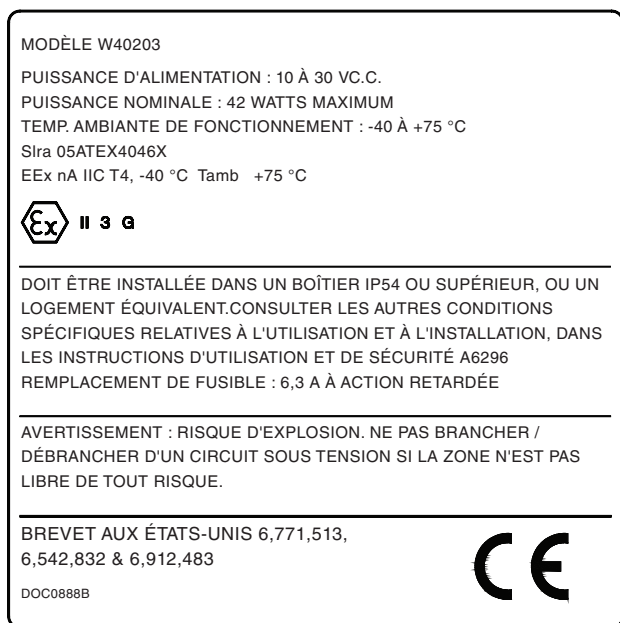 MODÈLE W40203
PUISSANCE D'ALIMENTATION : 10 À 30 VC.C.
PUISSANCE NOMINALE : 42 WATTS MAXIMUM
TEMP. AMBIANTE DE FONCTIONNEMENT : -40 À +75 °C
SIra 05ATEX4046X
EEx nA IIC T4, -40 °C Tamb +75 °C
Ex II 3 G
DOIT ÊTRE INSTALLÉE DANS UN BOÎTIER IP54 OU SUPÉRIEUR, OU UN
LOGEMENT ÉQUIVALENT.CONSULTER LES AUTRES CONDITIONS
SPÉCIFIQUES RELATIVES À L'UTILISATION ET À L'INSTALLATION, DANS
LES INSTRUCTIONS D'UTILISATION ET DE SÉCURITÉ A6296
REMPLACEMENT DE FUSIBLE : 6,3 A À ACTION RETARDÉE
AVERTISSEMENT : RISQUE D'EXPLOSION. NE PAS BRANCHER /
DÉBRANCHER D'UN CIRCUIT SOUS TENSION SI LA ZONE N'EST PAS
LIBRE DE TOUT RISQUE.
BREVET AUX ÉTATS-UNIS 6,771,513,
6,542,832 & 6,912,483
CE
DOC0888B